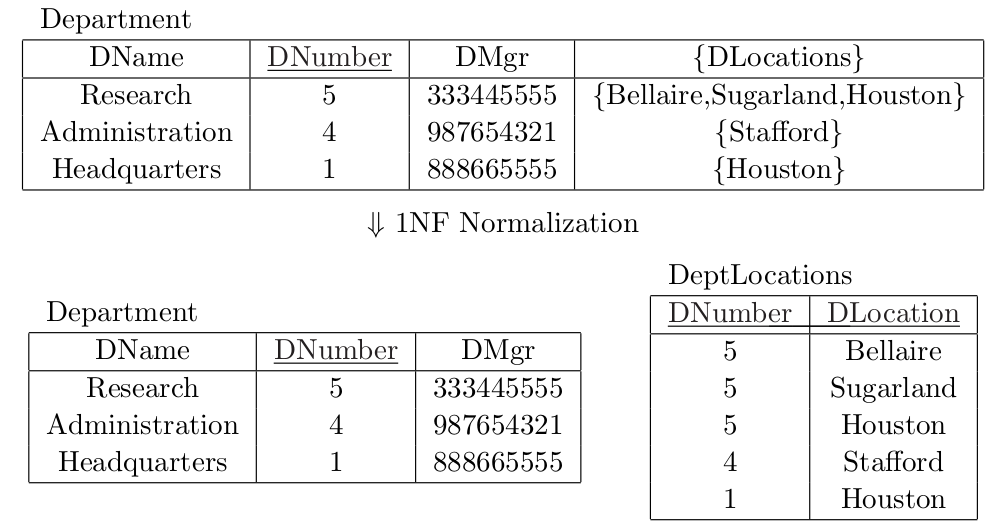 Department
DName DNumber DMgr {DLocations}
Research 5 333445555 {Bellaire,Sugarland,Houston}
Administration 4 987654321 {Stafford}
Headquarters 1 888665555 {Houston}
⇓ 1NF Normalization
Department
DName DNumber DMgr
Research 5 333445555
Administration 4 987654321
Headquarters 1 888665555
DeptLocations
DNumber DLocation
5 Bellaire
5 Sugarland
5 Houston
4 Stafford
1 Houston